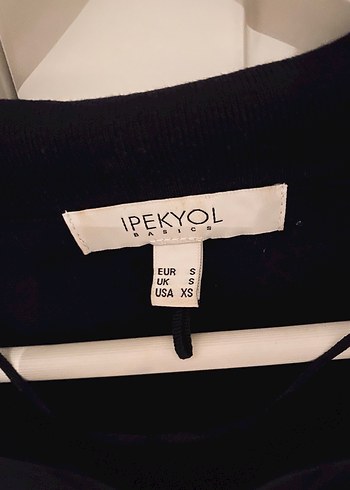 IPEKYOL
BASICS
EUR S
UK S
USA XS